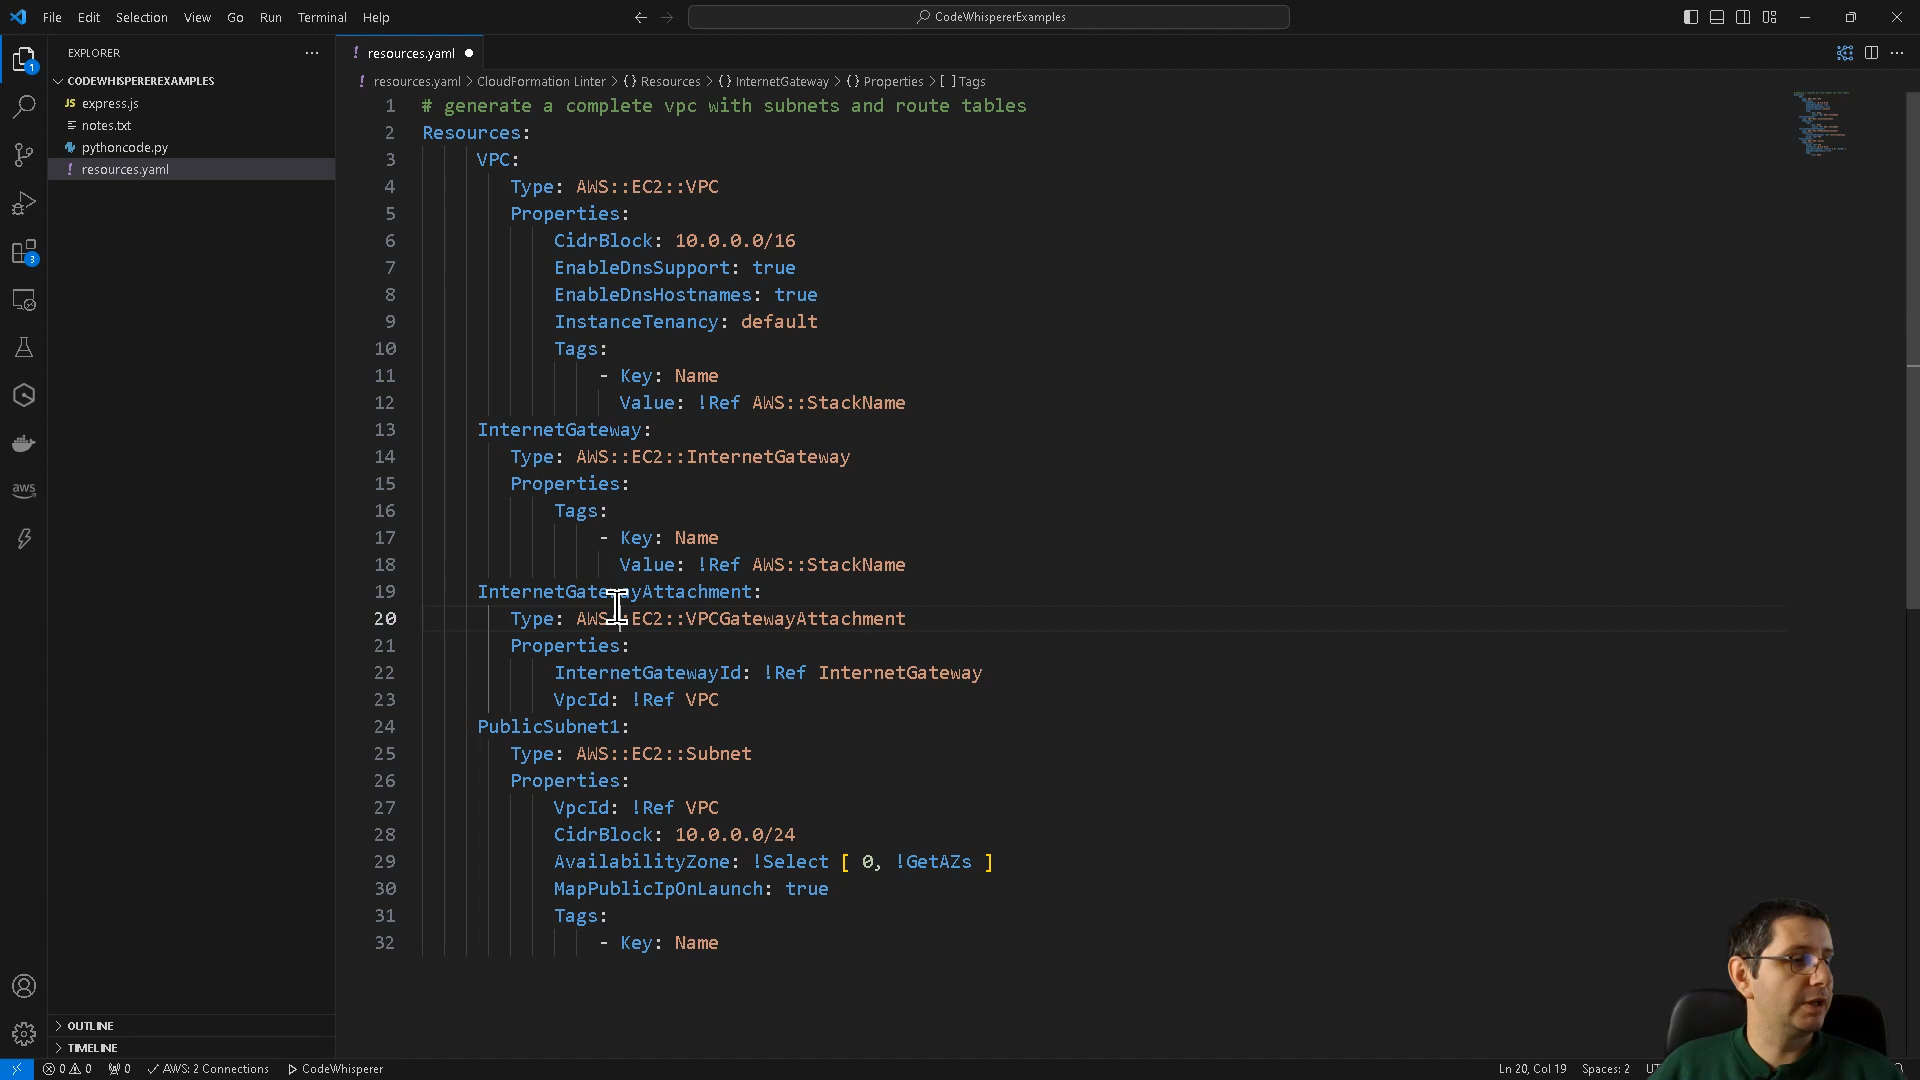 File Edit Selection View Go Run Terminal Help
CodeWhispererExamples
EXPLORER
resources.yaml
CODEWHISPEREREXAMPLES
express.js
notes.txt
pythoncode.py
resources.yaml
resources.yaml > CloudFormation Linter > {} Resources > {} InternetGateway > {} Properties > [ ] Tags
1 # generate a complete vpc with subnets and route tables
2 Resources:
3 VPC:
4 Type: AWS::EC2::VPC
5 Properties:
6 CidrBlock: 10.0.0.0/16
7 EnableDnsSupport: true
8 EnableDnsHostnames: true
9 InstanceTenancy: default
10 Tags:
11 - Key: Name
12 Value: !Ref AWS::StackName
13 InternetGateway:
14 Type: AWS::EC2::InternetGateway
15 Properties:
16 Tags:
17 - Key: Name
18 Value: !Ref AWS::StackName
19 InternetGatewayAttachment:
20 Type: AWS::EC2::VPCGatewayAttachment
21 Properties:
22 InternetGatewayId: !Ref InternetGateway
23 VpcId: !Ref VPC
24 PublicSubnet1:
25 Type: AWS::EC2::Subnet
26 Properties:
27 VpcId: !Ref VPC
28 CidrBlock: 10.0.0.0/24
29 AvailabilityZone: !Select [ 0, !GetAZs ]
30 MapPublicIpOnLaunch: true
31 Tags:
32 - Key: Name
1
3
aws
OUTLINE
TIMELINE
0 0 0 AWS: 2 Connections CodeWhisperer Ln 20, Col 19 Spaces: 2